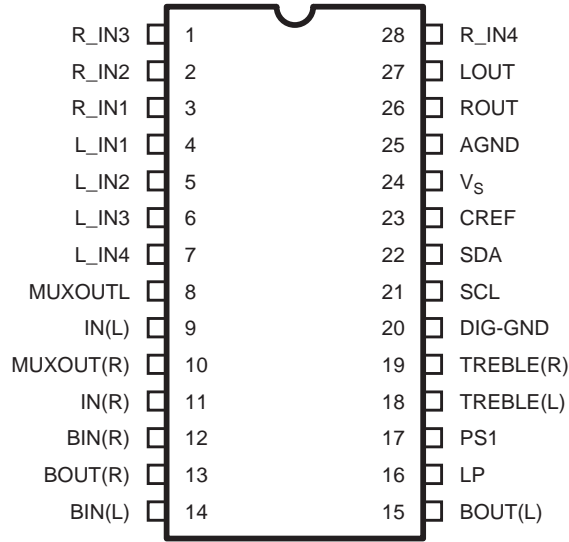 R_IN3 1 28 R_IN4
R_IN2 2 27 LOUT
R_IN1 3 26 ROUT
L_IN1 4 25 AGND
L_IN2 5 24 VS
L_IN3 6 23 CREF
L_IN4 7 22 SDA
MUXOUTL 8 21 SCL
IN(L) 9 20 DIG-GND
MUXOUT(R) 10 19 TREBLE(R)
IN(R) 11 18 TREBLE(L)
BIN(R) 12 17 PS1
BOUT(R) 13 16 LP
BIN(L) 14 15 BOUT(L)